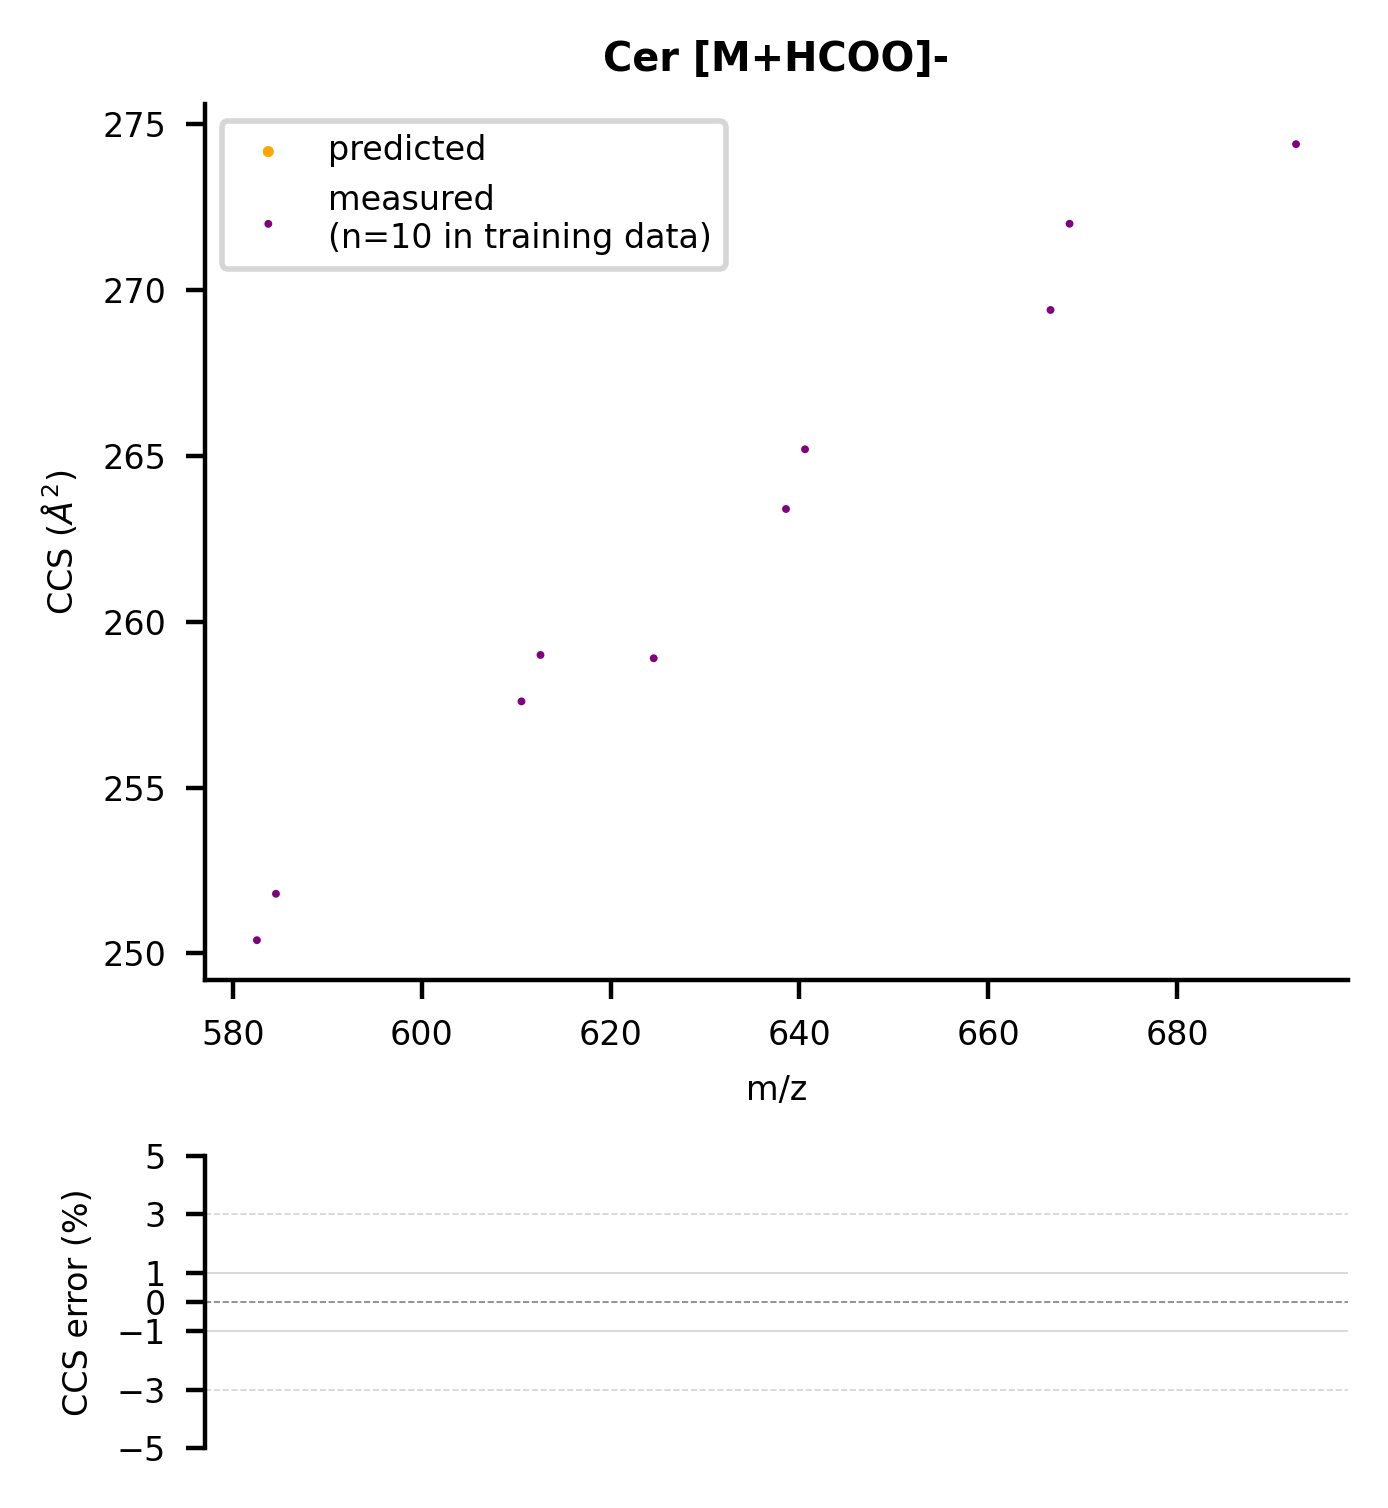 Cer [M+HCOO]-
predicted
measured
(n=10 in training data)
CCS (Å²)
275
270
265
260
255
250
580 600 620 640 660 680
m/z
CCS error (%)
5
3
1
0
−1
−3
−5